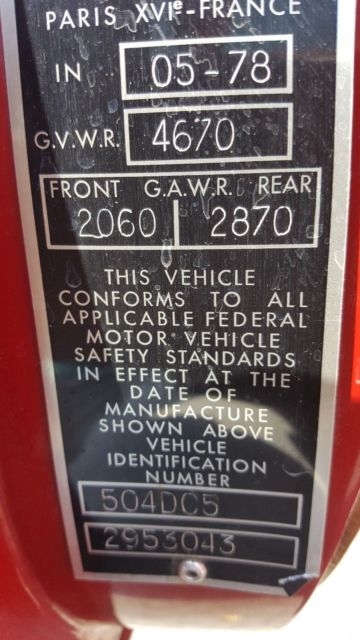 PARIS XVIe-FRANCE
IN 05-78
G.V.W.R. 4670
FRONT G.A.W.R. REAR
2060 2870
THIS VEHICLE
CONFORMS TO ALL
APPLICABLE FEDERAL
MOTOR VEHICLE
SAFETY STANDARDS
IN EFFECT AT THE
DATE OF
MANUFACTURE
SHOWN ABOVE
VEHICLE
IDENTIFICATION
NUMBER
504DC5
2953043